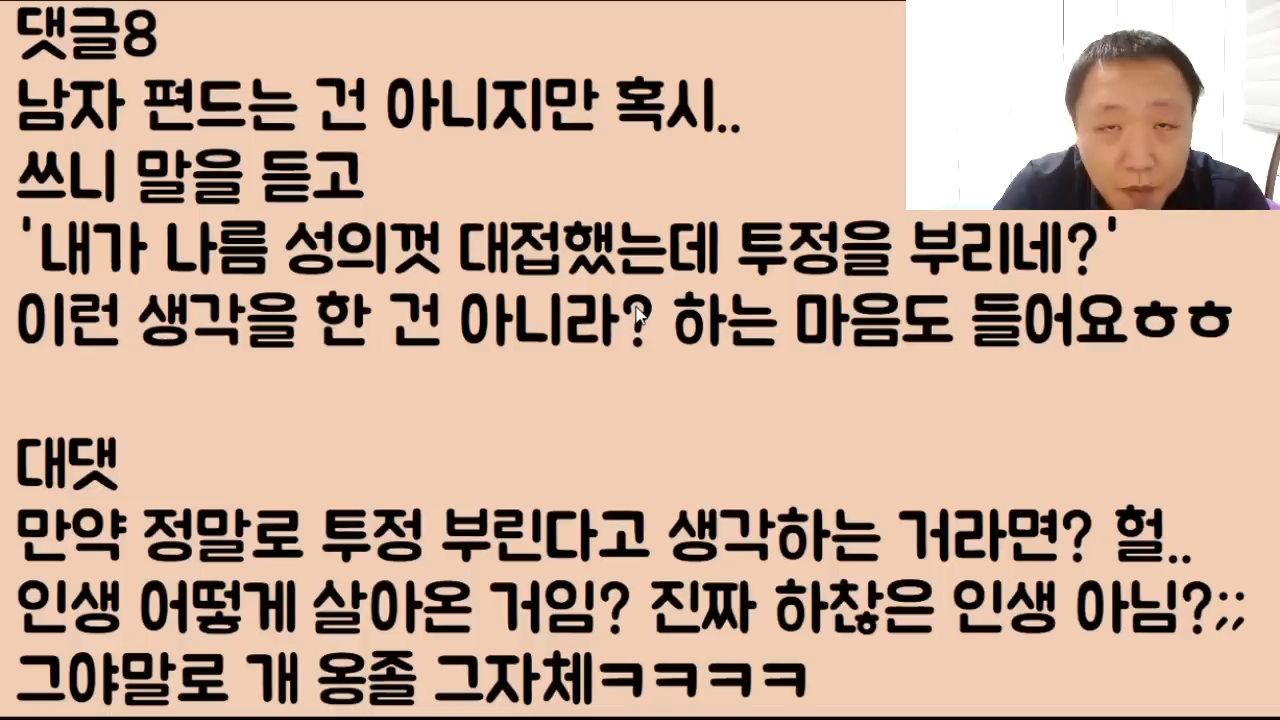 댓글8
남자 편드는 건 아니지만 혹시..
쓰니 말을 듣고
'내가 나름 성의껏 대접했는데 투정을 부리네?'
이런 생각을 한 건 아니라? 하는 마음도 들어요ㅎㅎ
대댓
만약 정말로 투정 부린다고 생각하는 거라면? 헐..
인생 어떻게 살아온 거임? 진짜 하찮은 인생 아님?;;
그야말로 개 옹졸 그자체ㅋㅋㅋㅋ